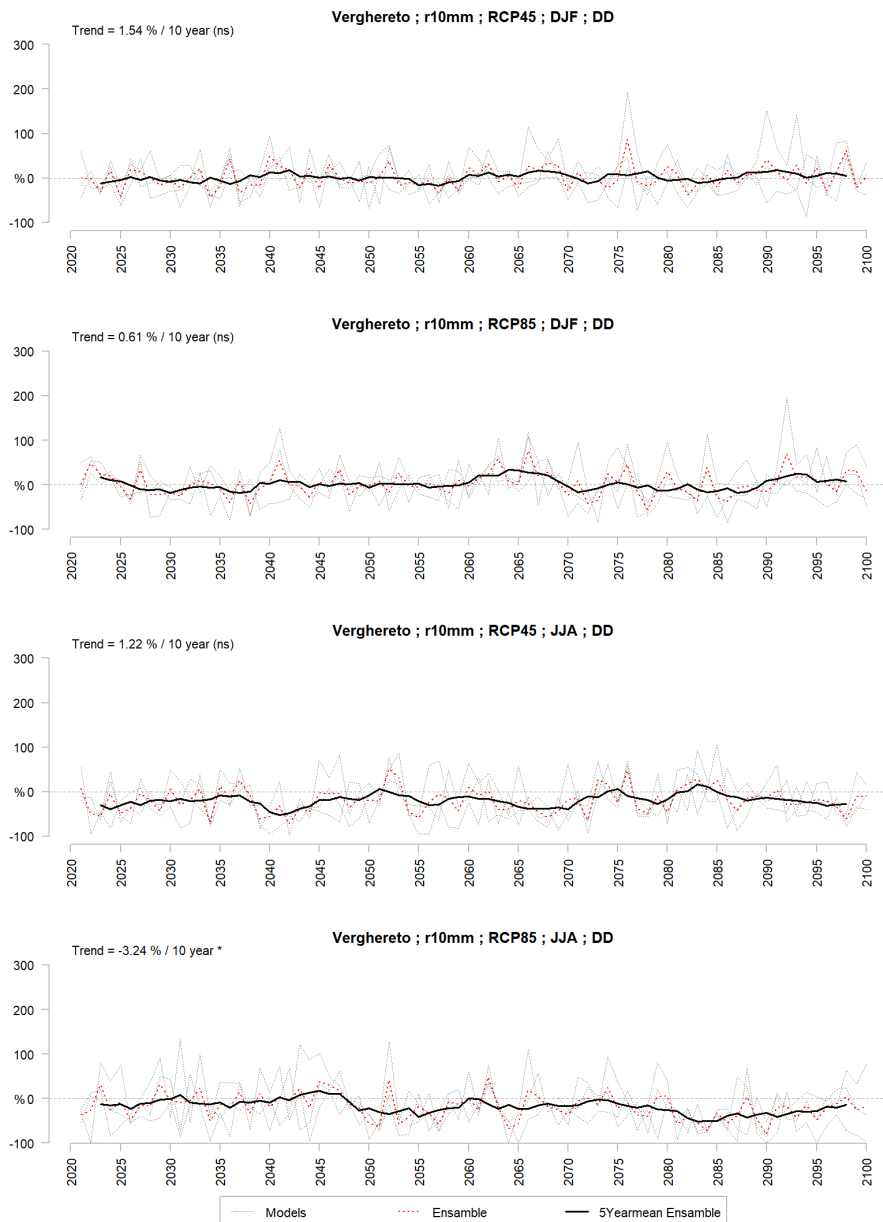 Verghereto ; r10mm ; RCP45 ; DJF ; DD
Trend = 1.54 % / 10 year (ns)
300
200
100
% 0
-100
2020 2025 2030 2035 2040 2045 2050 2055 2060 2065 2070 2075 2080 2085 2090 2095 2100
Verghereto ; r10mm ; RCP85 ; DJF ; DD
Trend = 0.61 % / 10 year (ns)
300
200
100
% 0
-100
2020 2025 2030 2035 2040 2045 2050 2055 2060 2065 2070 2075 2080 2085 2090 2095 2100
Verghereto ; r10mm ; RCP45 ; JJA ; DD
Trend = 1.22 % / 10 year (ns)
300
200
100
% 0
-100
2020 2025 2030 2035 2040 2045 2050 2055 2060 2065 2070 2075 2080 2085 2090 2095 2100
Verghereto ; r10mm ; RCP85 ; JJA ; DD
Trend = -3.24 % / 10 year *
300
200
100
% 0
-100
2020 2025 2030 2035 2040 2045 2050 2055 2060 2065 2070 2075 2080 2085 2090 2095 2100
Models Ensamble 5Yearmean Ensamble